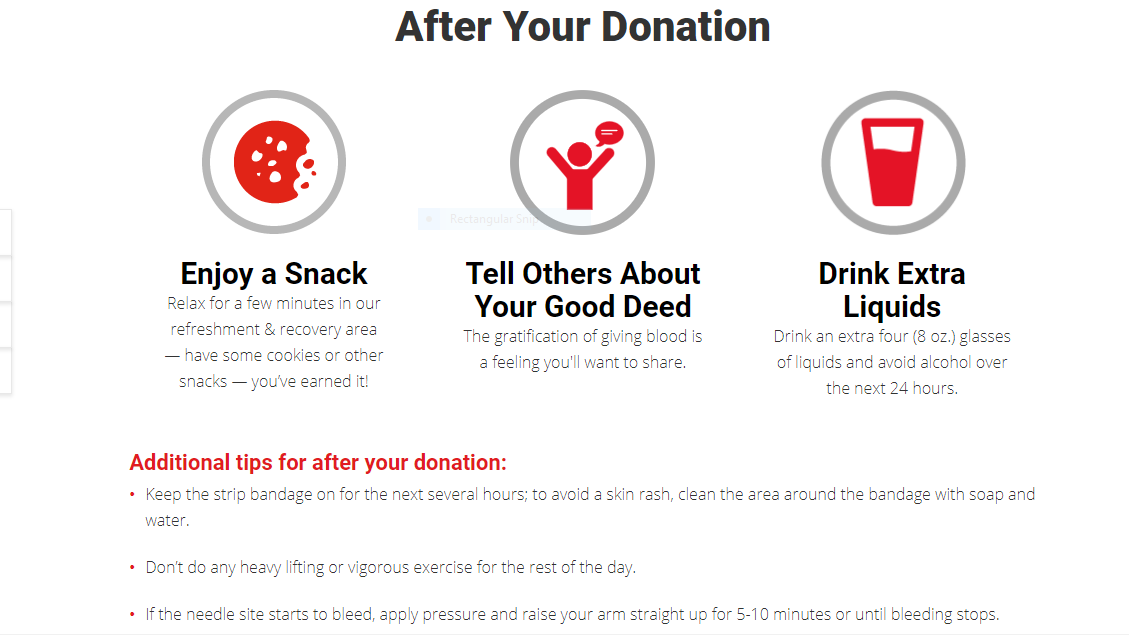 After Your Donation
Enjoy a Snack
Relax for a few minutes in our
refreshment & recovery area
— have some cookies or other
snacks — you've earned it!
Tell Others About
Your Good Deed
The gratification of giving blood is
a feeling you'll want to share.
Drink Extra
Liquids
Drink an extra four (8 oz.) glasses
of liquids and avoid alcohol over
the next 24 hours.
Rectangular Snip
Additional tips for after your donation:
• Keep the strip bandage on for the next several hours; to avoid a skin rash, clean the area around the bandage with soap and
water.
• Don't do any heavy lifting or vigorous exercise for the rest of the day.
• If the needle site starts to bleed, apply pressure and raise your arm straight up for 5-10 minutes or until bleeding stops.